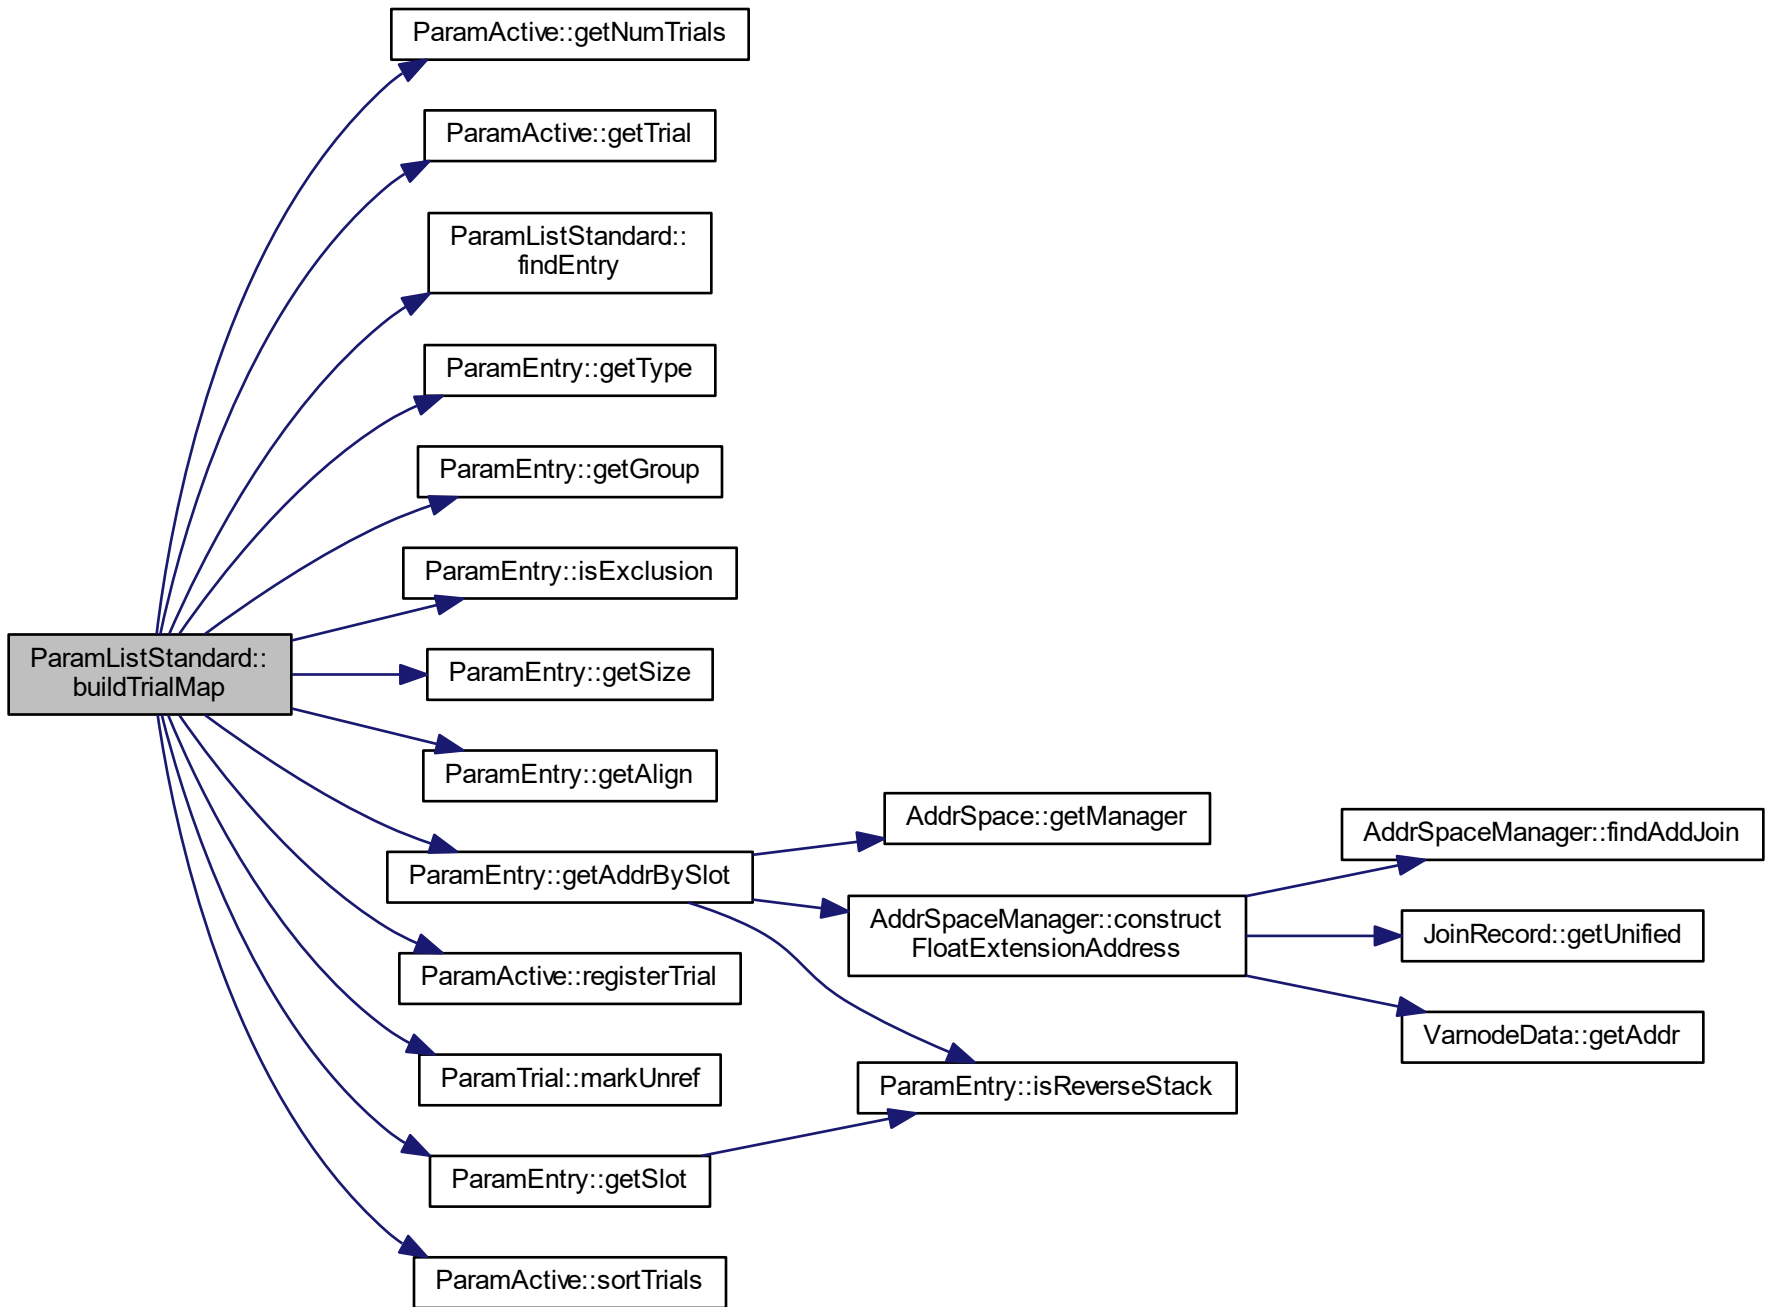 ParamActive::getNumTrials
ParamActive::getTrial
ParamListStandard::
findEntry
ParamEntry::getType
ParamEntry::getGroup
ParamEntry::isExclusion
ParamListStandard::
buildTrialMap
ParamEntry::getSize
ParamEntry::getAlign
ParamEntry::getAddrBySlot
AddrSpace::getManager
AddrSpaceManager::construct
FloatExtensionAddress
AddrSpaceManager::findAddJoin
JoinRecord::getUnified
VarnodeData::getAddr
ParamActive::registerTrial
ParamTrial::markUnref
ParamEntry::isReverseStack
ParamEntry::getSlot
ParamActive::sortTrials